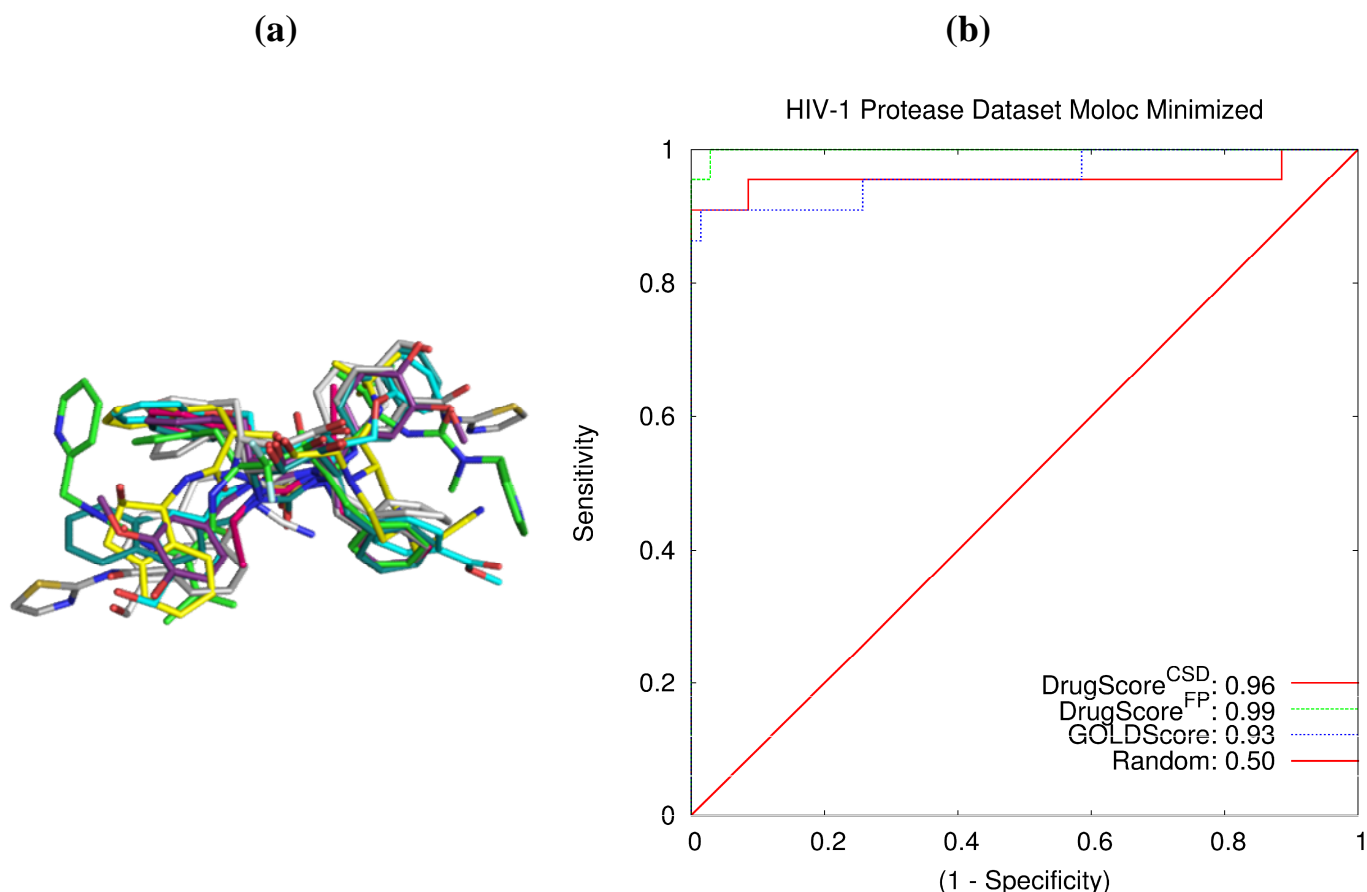 (a)
(b)
HIV-1 Protease Dataset Moloc Minimized
1
0.8
0.6
0.4
0.2
0
Sensitivity
DrugScore^CSD: 0.96
DrugScore^FP: 0.99
GOLDScore: 0.93
Random: 0.50
0 0.2 0.4 0.6 0.8 1
(1 - Specificity)